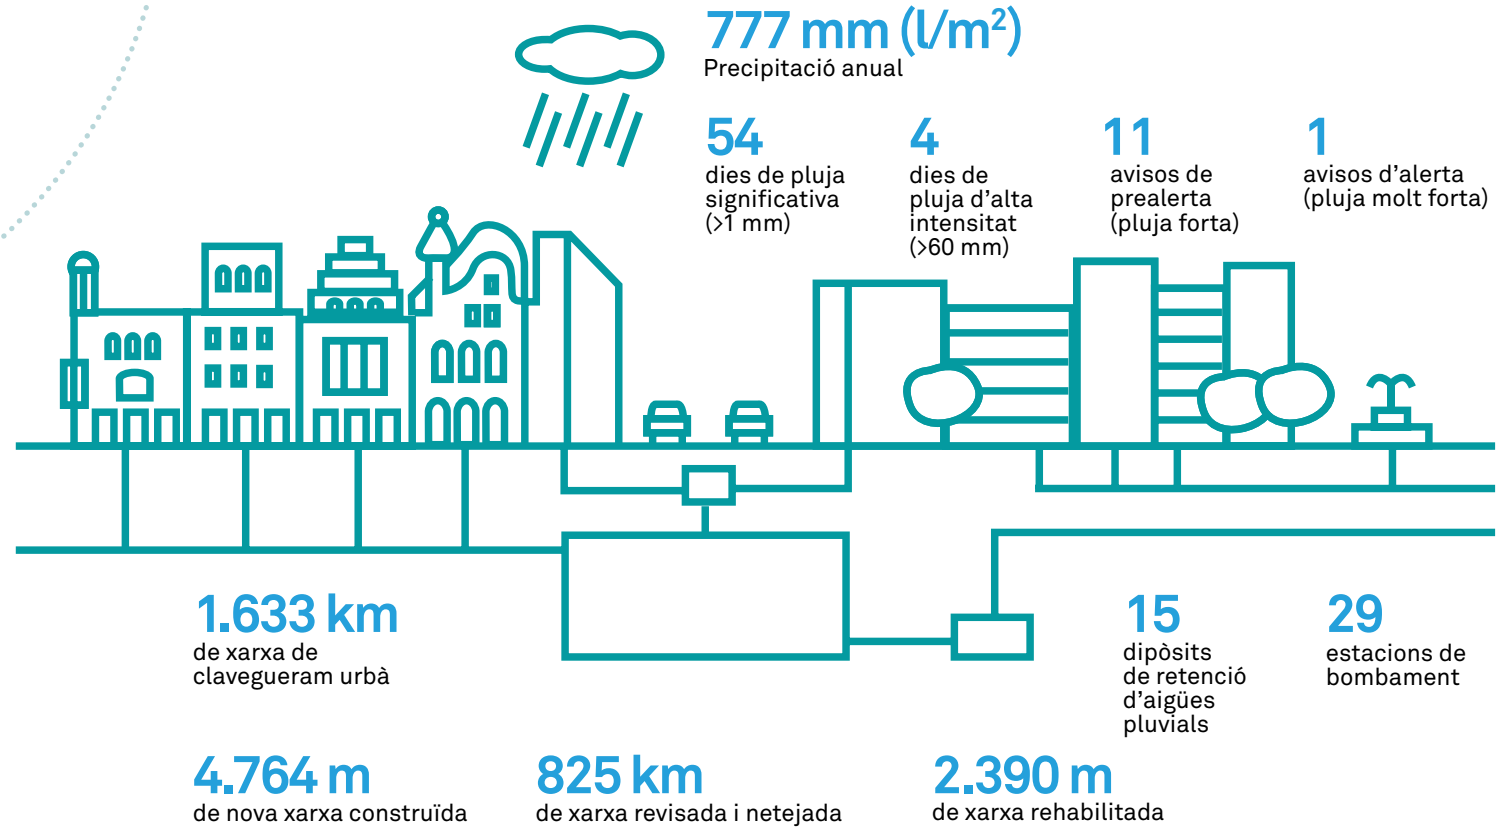 777 mm (l/m²)
Precipitació anual
54
dies de pluja
significativa
(>1 mm)
4
dies de
pluja d’alta
intensitat
(>60 mm)
11
avisos de
prealerta
(pluja forta)
1
avisos d’alerta
(pluja molt forta)
1.633 km
de xarxa de
clavegueram urbà
15
dipòsits
de retenció
d’aigües
pluvials
29
estacions de
bombament
4.764 m
de nova xarxa construïda
825 km
de xarxa revisada i netejada
2.390 m
de xarxa rehabilitada